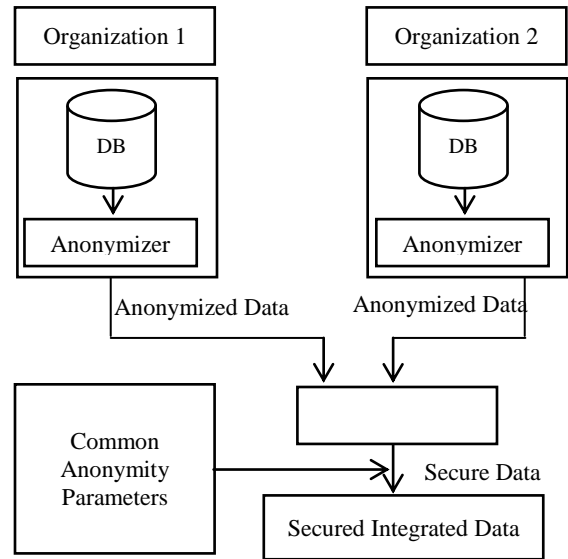 Organization 1
Organization 2
DB
DB
Anonymizer
Anonymizer
Anonymized Data
Anonymized Data
Common
Anonymity
Parameters
Secure Data
Secured Integrated Data